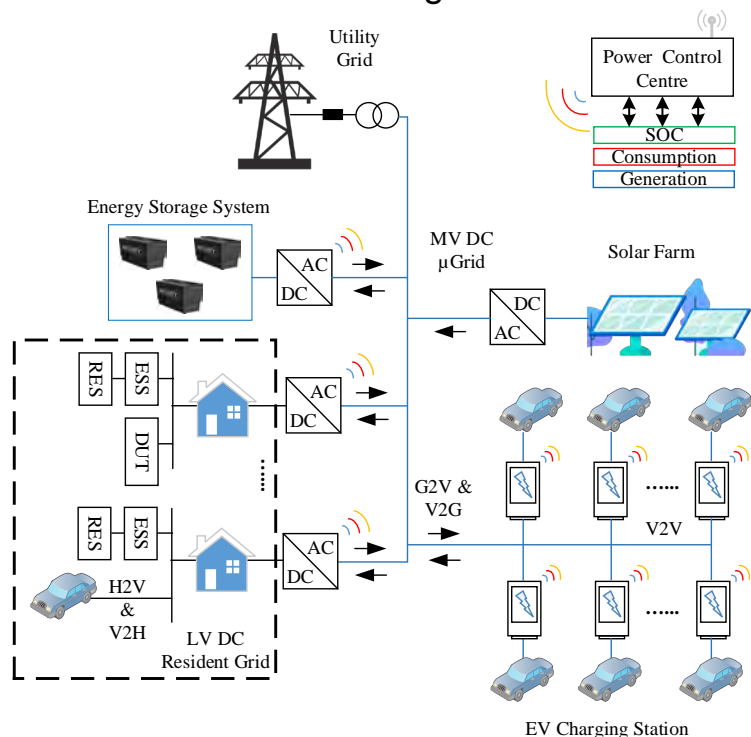 Utility
Grid
Power Control
Centre
SOC
Consumption
Generation
Energy Storage System
AC
DC
MV DC
µGrid
Solar Farm
DC
AC
RES
ESS
DUT
AC
DC
......
RES
ESS
AC
DC
H2V
&
V2H
LV DC
Resident Grid
G2V &
V2G
......
V2V
......
EV Charging Station